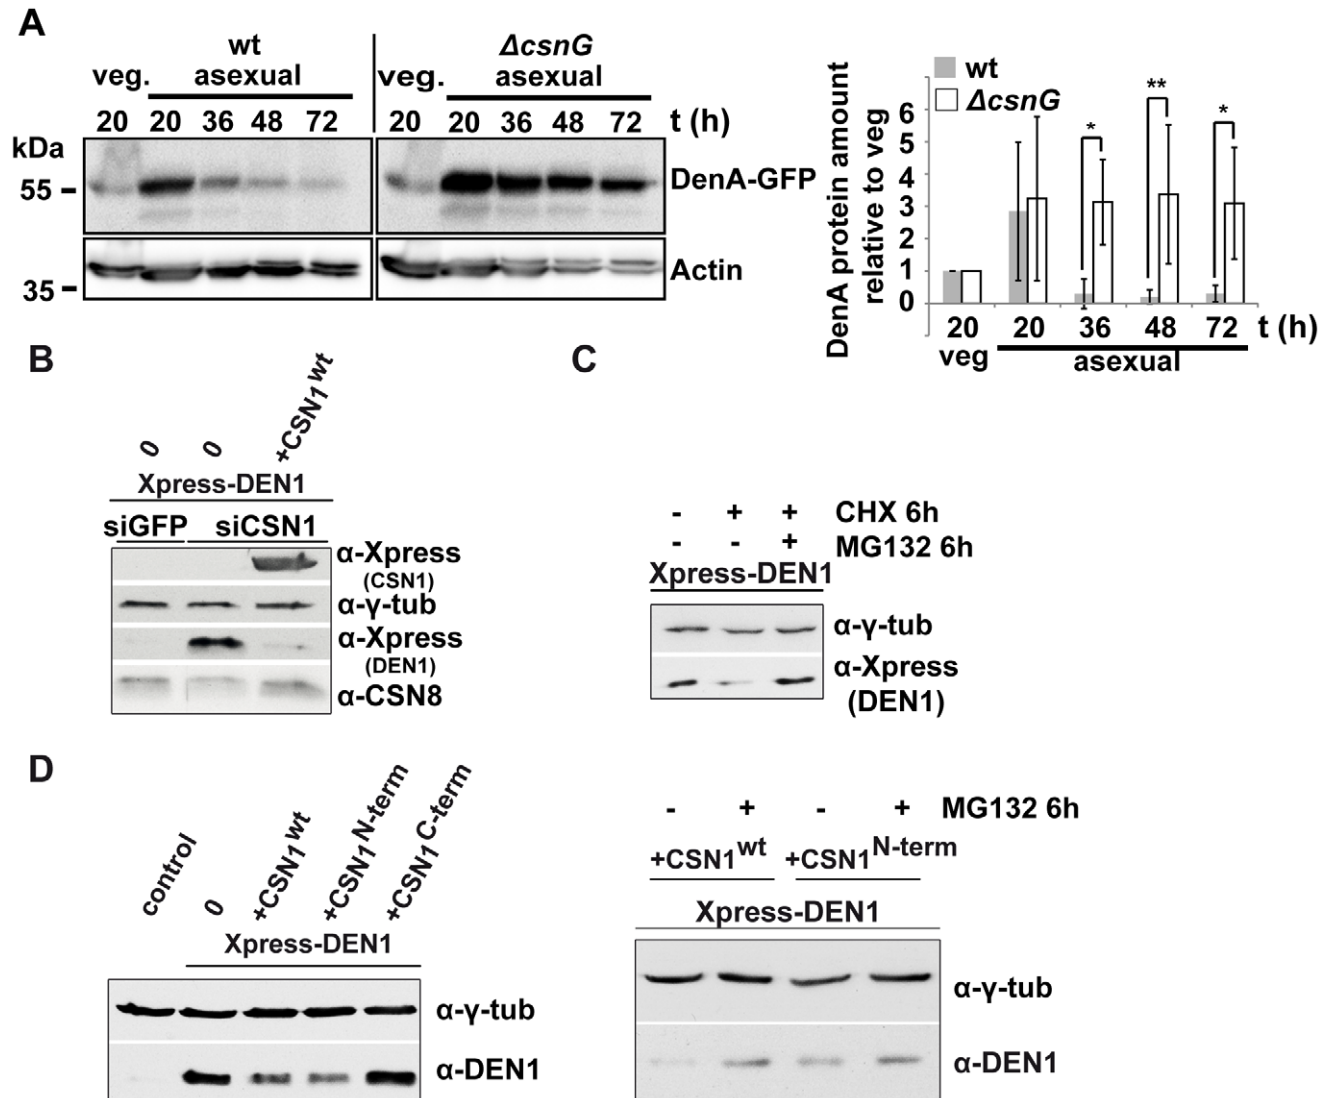 A
wt ΔcsnG
veg. asexual veg. asexual
20 20 36 48 72 20 20 36 48 72 t (h)
kDa
55 DenA-GFP
35 Actin
DenA protein amount
relative to veg
wt
ΔcsnG
6
5
4
3
2
1
0
* ** *
20 20 36 48 72 t (h)
veg asexual
B
0 0 +CSN1wt
Xpress-DEN1
siGFP siCSN1
α-Xpress
(CSN1)
α-γ-tub
α-Xpress
(DEN1)
α-CSN8
C
- + + CHX 6h
- - + MG132 6h
Xpress-DEN1
α-γ-tub
α-Xpress
(DEN1)
D
control 0 +CSN1wt +CSN1N-term +CSN1C-term
Xpress-DEN1
α-γ-tub
α-DEN1
- + - + MG132 6h
+CSN1wt +CSN1N-term
Xpress-DEN1
α-γ-tub
α-DEN1